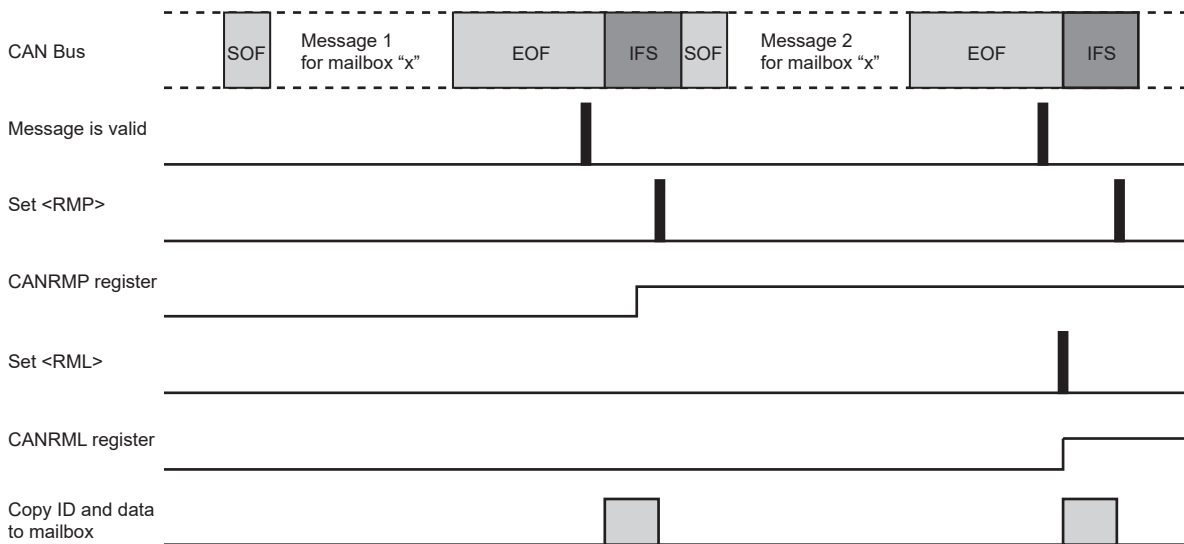 CAN Bus
SOF
Message 1
for mailbox “x”
EOF
IFS
SOF
Message 2
for mailbox “x”
EOF
IFS
Message is valid
Set <RMP>
CANRMP register
Set <RML>
CANRML register
Copy ID and data
to mailbox